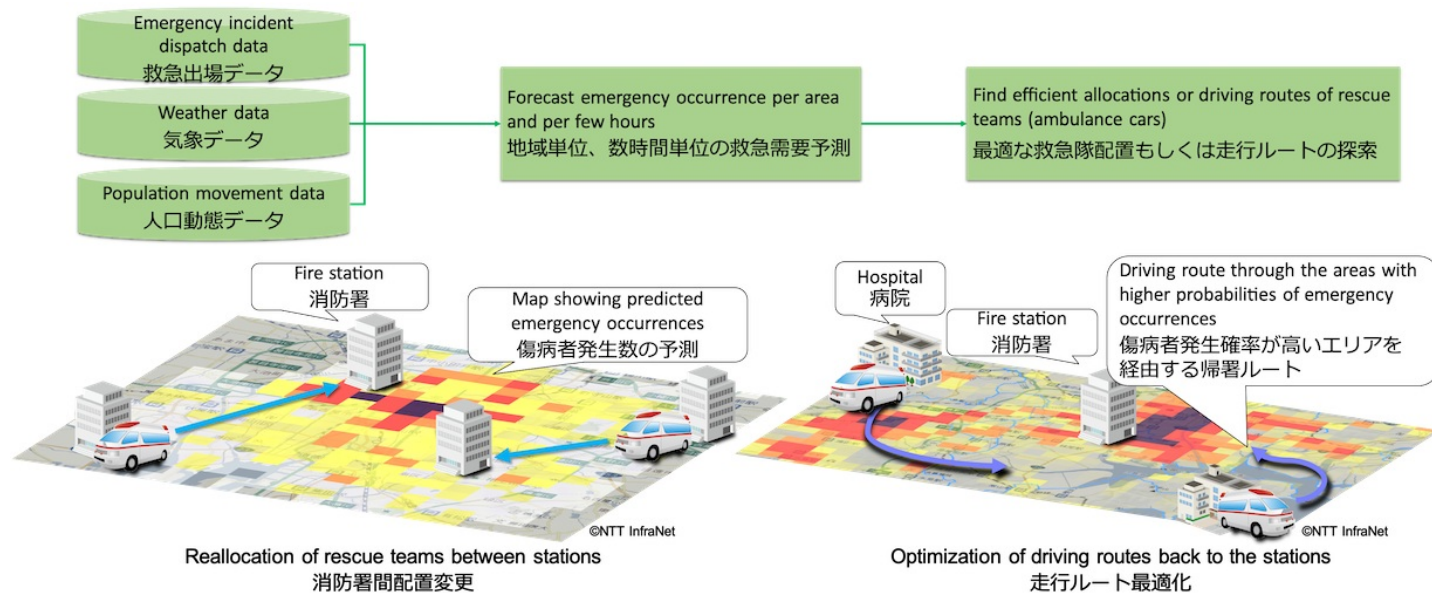 Emergency incident
dispatch data
救急出場データ
Weather data
気象データ
Population movement data
人口動態データ
Forecast emergency occurrence per area
and per few hours
地域単位、数時間単位の救急需要予測
Find efficient allocations or driving routes of rescue
teams (ambulance cars)
最適な救急隊配置もしくは走行ルートの探索
Fire station
消防署
Map showing predicted
emergency occurrences
傷病者発生数の予測
©NTT InfraNet
Reallocation of rescue teams between stations
消防署間配置変更
Hospital
病院
Fire station
消防署
Driving route through the areas with
higher probabilities of emergency
occurrences
傷病者発生確率が高いエリアを
経由する帰署ルート
©NTT InfraNet
Optimization of driving routes back to the stations
走行ルート最適化